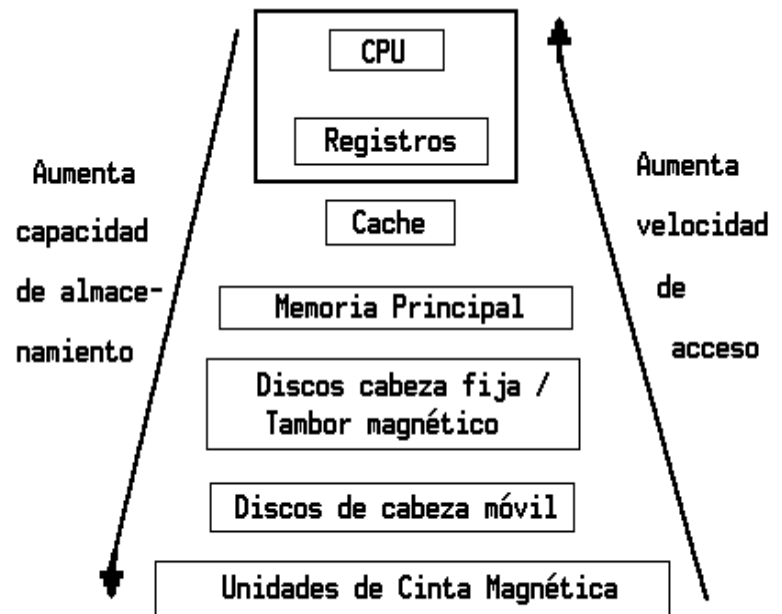 CPU
Registros
Cache
Memoria Principal
Discos cabeza fija /
Tambor magnético
Discos de cabeza móvil
Unidades de Cinta Magnética
Aumenta
capacidad
de almace-
namiento
Aumenta
velocidad
de
acceso